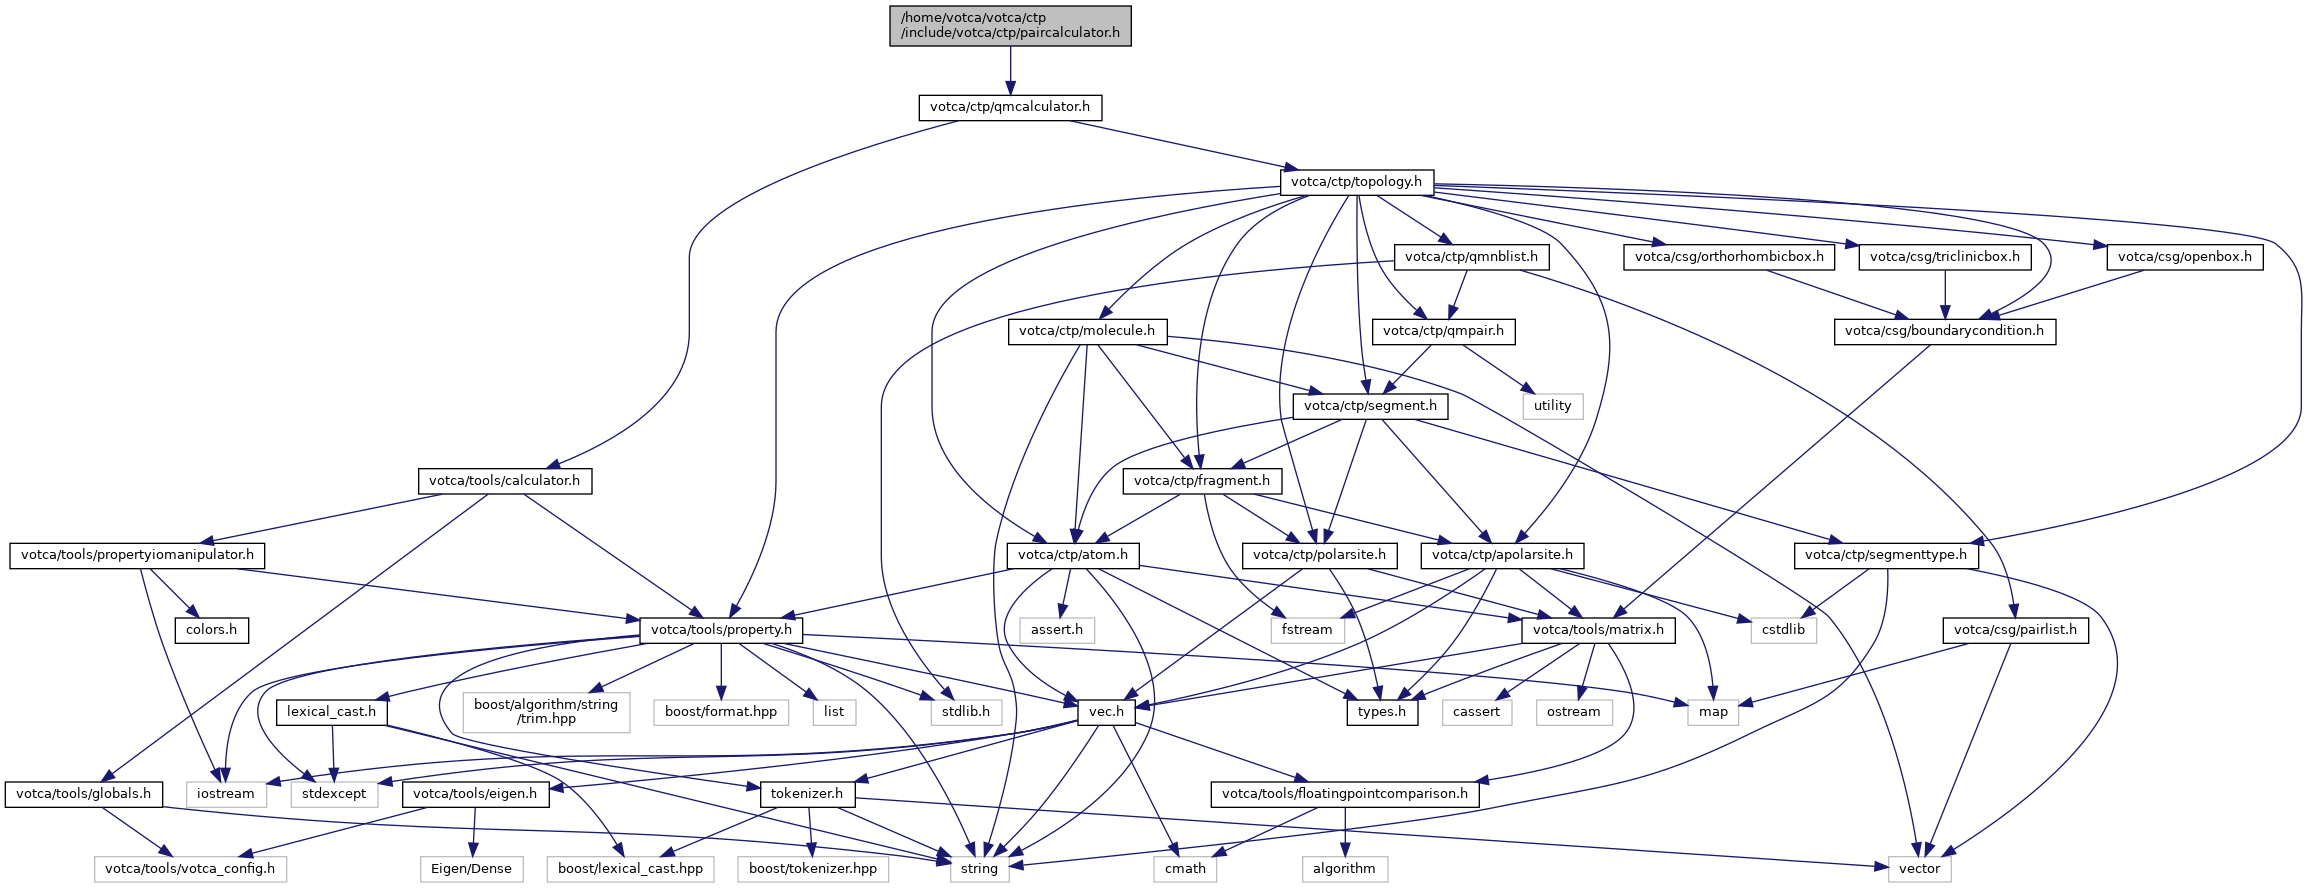 /home/votca/votca/ctp
/include/votca/ctp/paircalculator.h
votca/ctp/qmcalculator.h
votca/ctp/topology.h
votca/ctp/qmnblist.h
votca/csg/orthorhombicbox.h
votca/csg/triclinicbox.h
votca/csg/openbox.h
votca/ctp/molecule.h
votca/ctp/qmpair.h
votca/csg/boundarycondition.h
votca/ctp/segment.h
utility
votca/tools/calculator.h
votca/ctp/fragment.h
votca/tools/propertyiomanipulator.h
votca/ctp/atom.h
votca/ctp/polarsite.h
votca/ctp/apolarsite.h
votca/ctp/segmenttype.h
colors.h
votca/tools/property.h
assert.h
fstream
votca/tools/matrix.h
cstdlib
votca/csg/pairlist.h
lexical_cast.h
boost/algorithm/string
/trim.hpp
boost/format.hpp
list
stdlib.h
vec.h
types.h
cassert
ostream
map
votca/tools/globals.h
iostream
stdexcept
votca/tools/eigen.h
tokenizer.h
votca/tools/floatingpointcomparison.h
votca/tools/votca_config.h
Eigen/Dense
boost/lexical_cast.hpp
boost/tokenizer.hpp
string
cmath
algorithm
vector